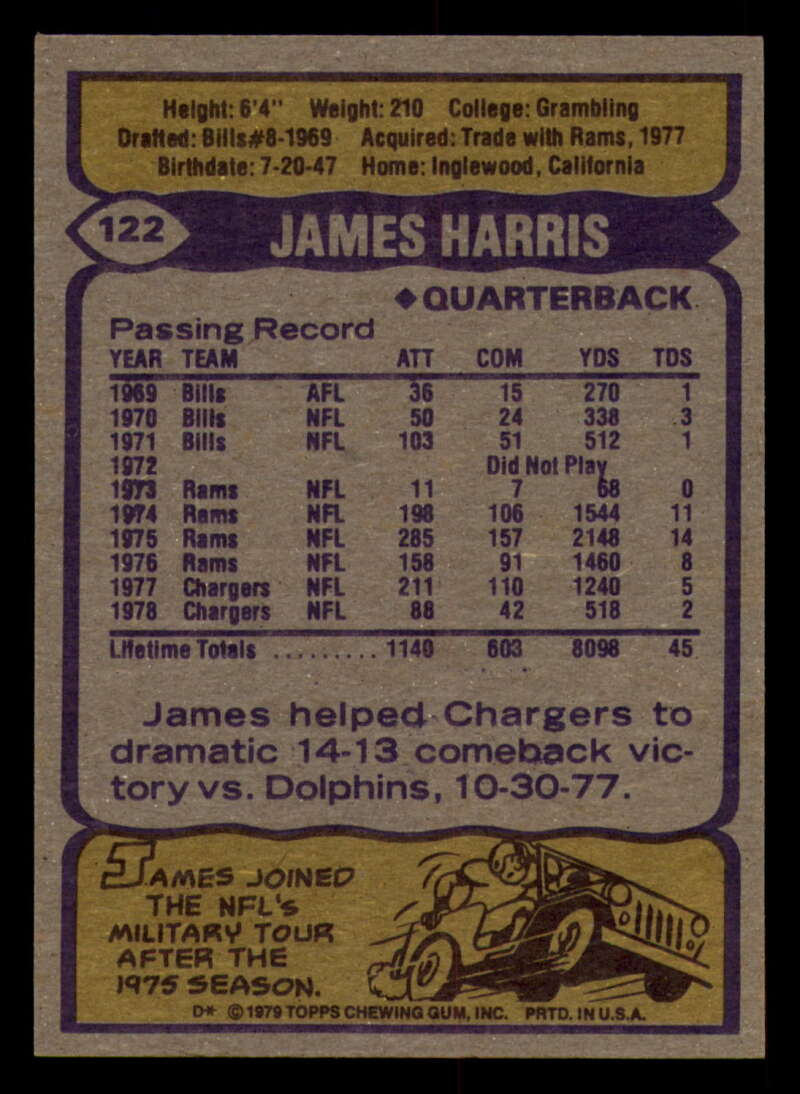 Height: 6'4" Weight: 210 College: Grambling
Drafted: Bills#8-1969 Acquired: Trade with Rams, 1977
Birthdate: 7-20-47 Home: Inglewood, California
122 JAMES HARRIS
◆QUARTERBACK
Passing Record
YEAR TEAM ATT COM YDS TDS
1969 Bills AFL 36 15 270 1
1970 Bills NFL 50 24 338 3
1971 Bills NFL 103 51 512 1
1972 Did Not Play
1973 Rams NFL 11 7 68 0
1974 Rams NFL 198 106 1544 11
1975 Rams NFL 285 157 2148 14
1976 Rams NFL 158 91 1460 8
1977 Chargers NFL 211 110 1240 5
1978 Chargers NFL 88 42 518 2
Lifetime Totals ......... 1140 603 8098 45
James helped Chargers to
dramatic 14-13 comeback vic-
tory vs. Dolphins, 10-30-77.
JAMES JOINED
THE NFL'S
MILITARY TOUR
AFTER THE
1975 SEASON.
D* © 1979 TOPPS CHEWING GUM, INC. PRTD. IN U.S.A.